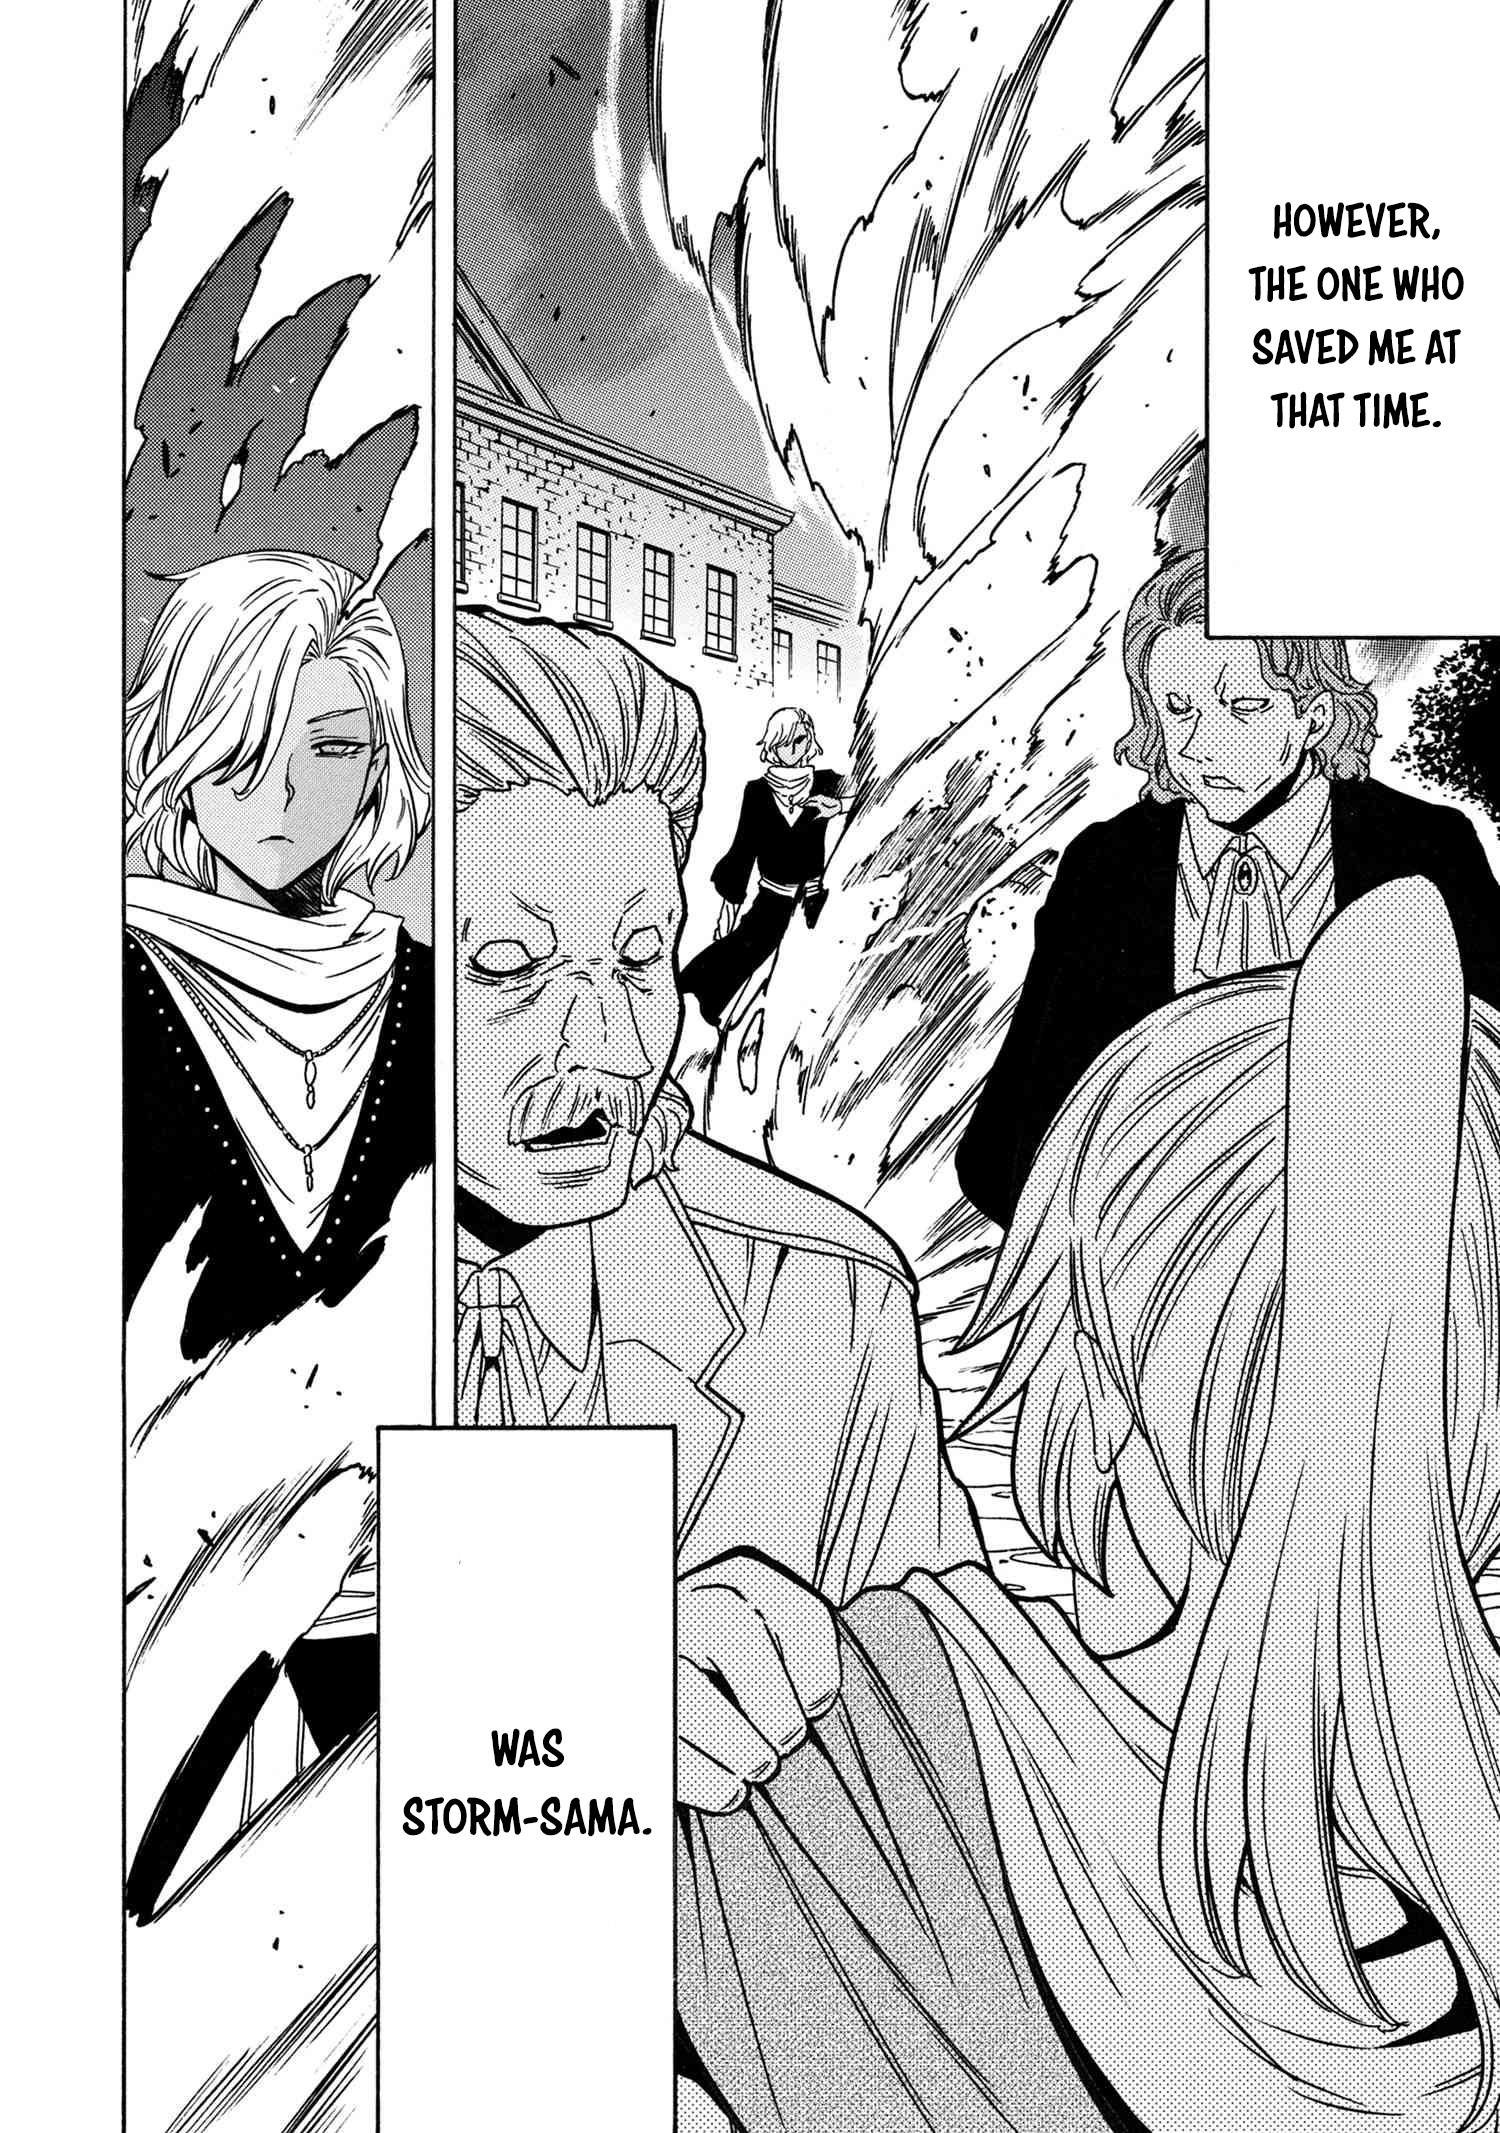 HOWEVER,
THE ONE WHO
SAVED ME AT
THAT TIME.
WAS
STORM-SAMA.